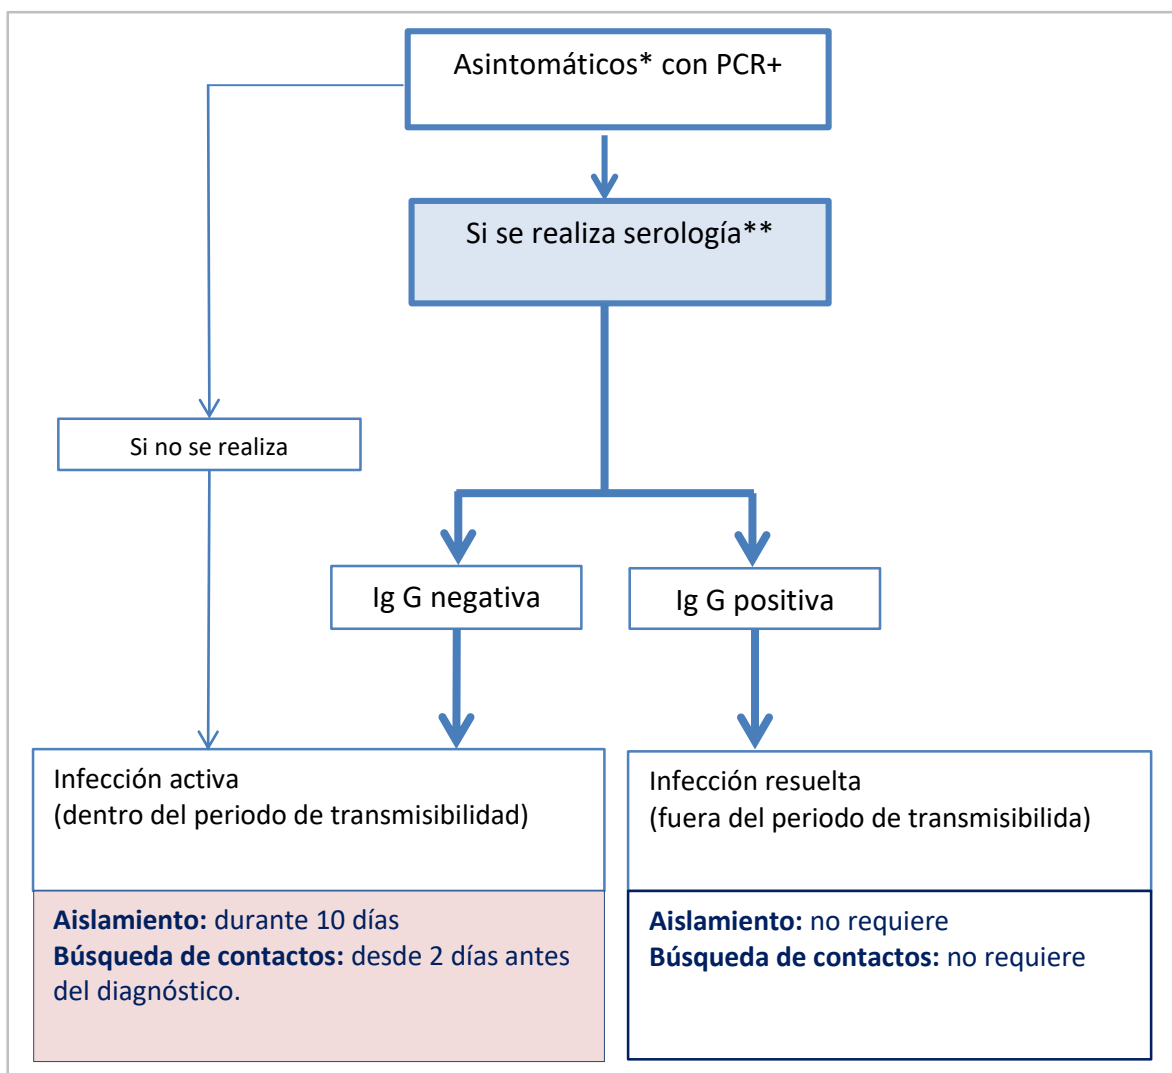 Asintomáticos* con PCR+
Si se realiza serología**
Si no se realiza
Ig G negativa
Ig G positiva
Infección activa
(dentro del periodo de transmisibilidad)
Aislamiento: durante 10 días
Búsqueda de contactos: desde 2 días antes
del diagnóstico.
Infección resuelta
(fuera del periodo de transmisibilida)
Aislamiento: no requiere
Búsqueda de contactos: no requiere